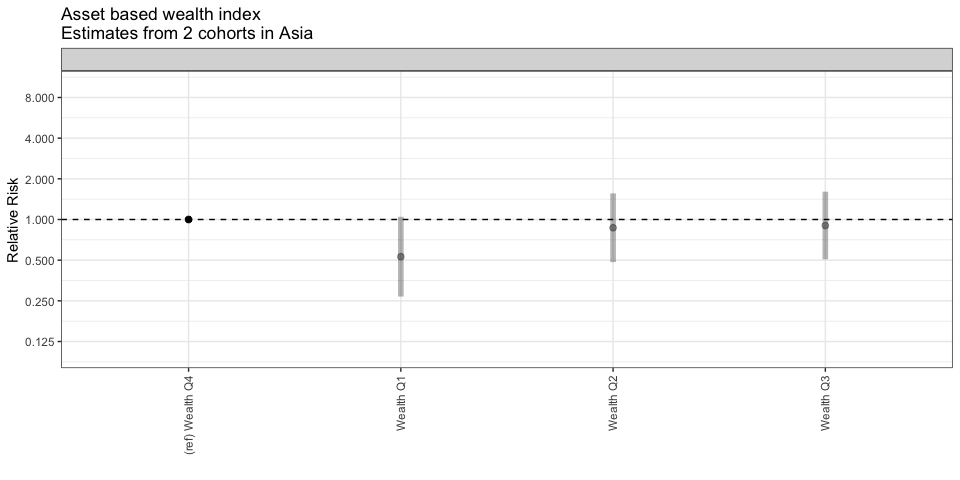 Asset based wealth index
Estimates from 2 cohorts in Asia
Relative Risk
8.000
4.000
2.000
1.000
0.500
0.250
0.125
(ref) Wealth Q4
Wealth Q1
Wealth Q2
Wealth Q3